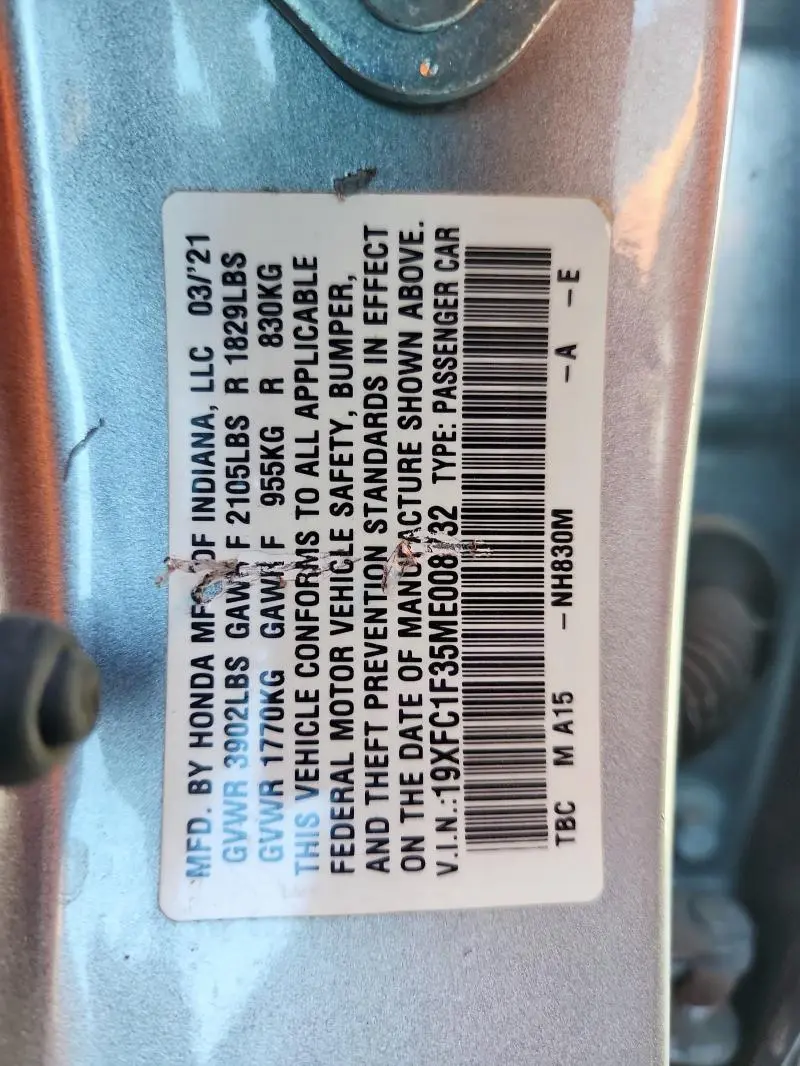 MFD. BY HONDA MFG OF INDIANA, LLC 03/'21
GVWR 3902LBS GAWR F 2105LBS R 1829LBS
GVWR 1770KG GAWR F 955KG R 830KG
THIS VEHICLE CONFORMS TO ALL APPLICABLE
FEDERAL MOTOR VEHICLE SAFETY, BUMPER,
AND THEFT PREVENTION STANDARDS IN EFFECT
ON THE DATE OF MANUFACTURE SHOWN ABOVE.
V.I.N.:19XFC1F35ME008732 TYPE: PASSENGER CAR
TBC M A15 –NH830M –A –E